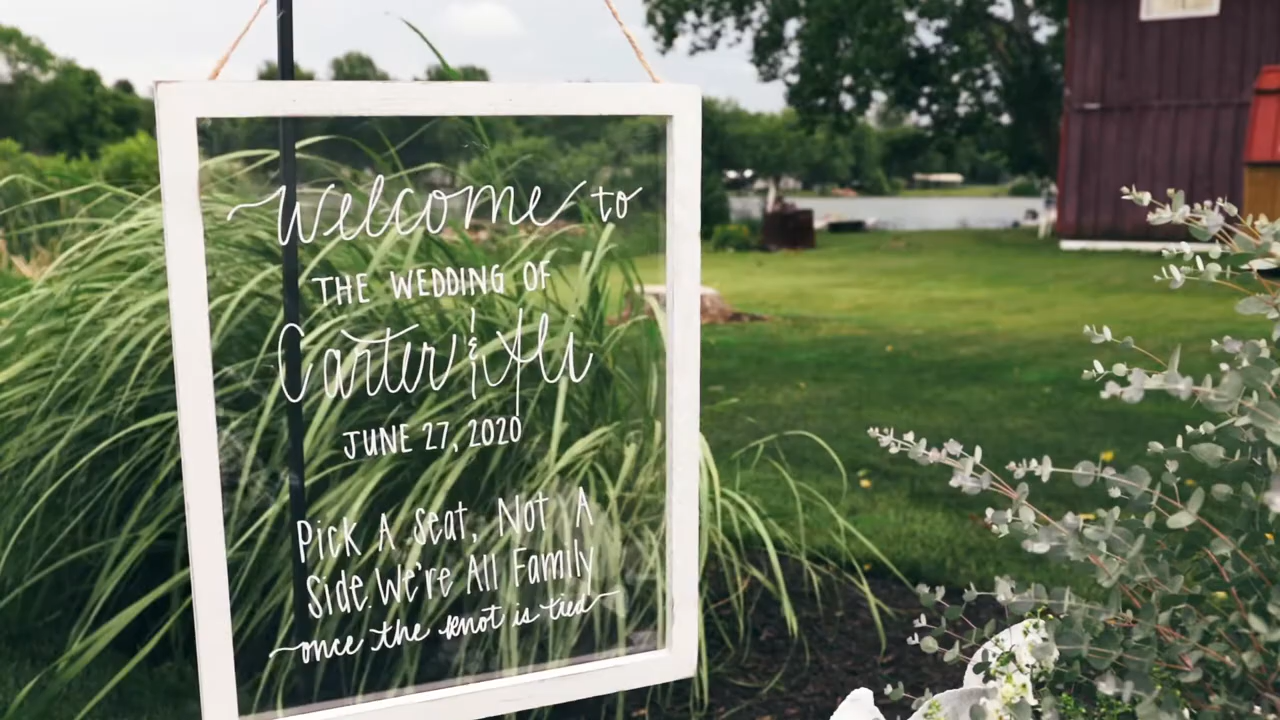 Welcome to
THE WEDDING OF
Carter & Ali
JUNE 27, 2020
Pick A Seat, Not A
Side. We're All Family
once the knot is tied